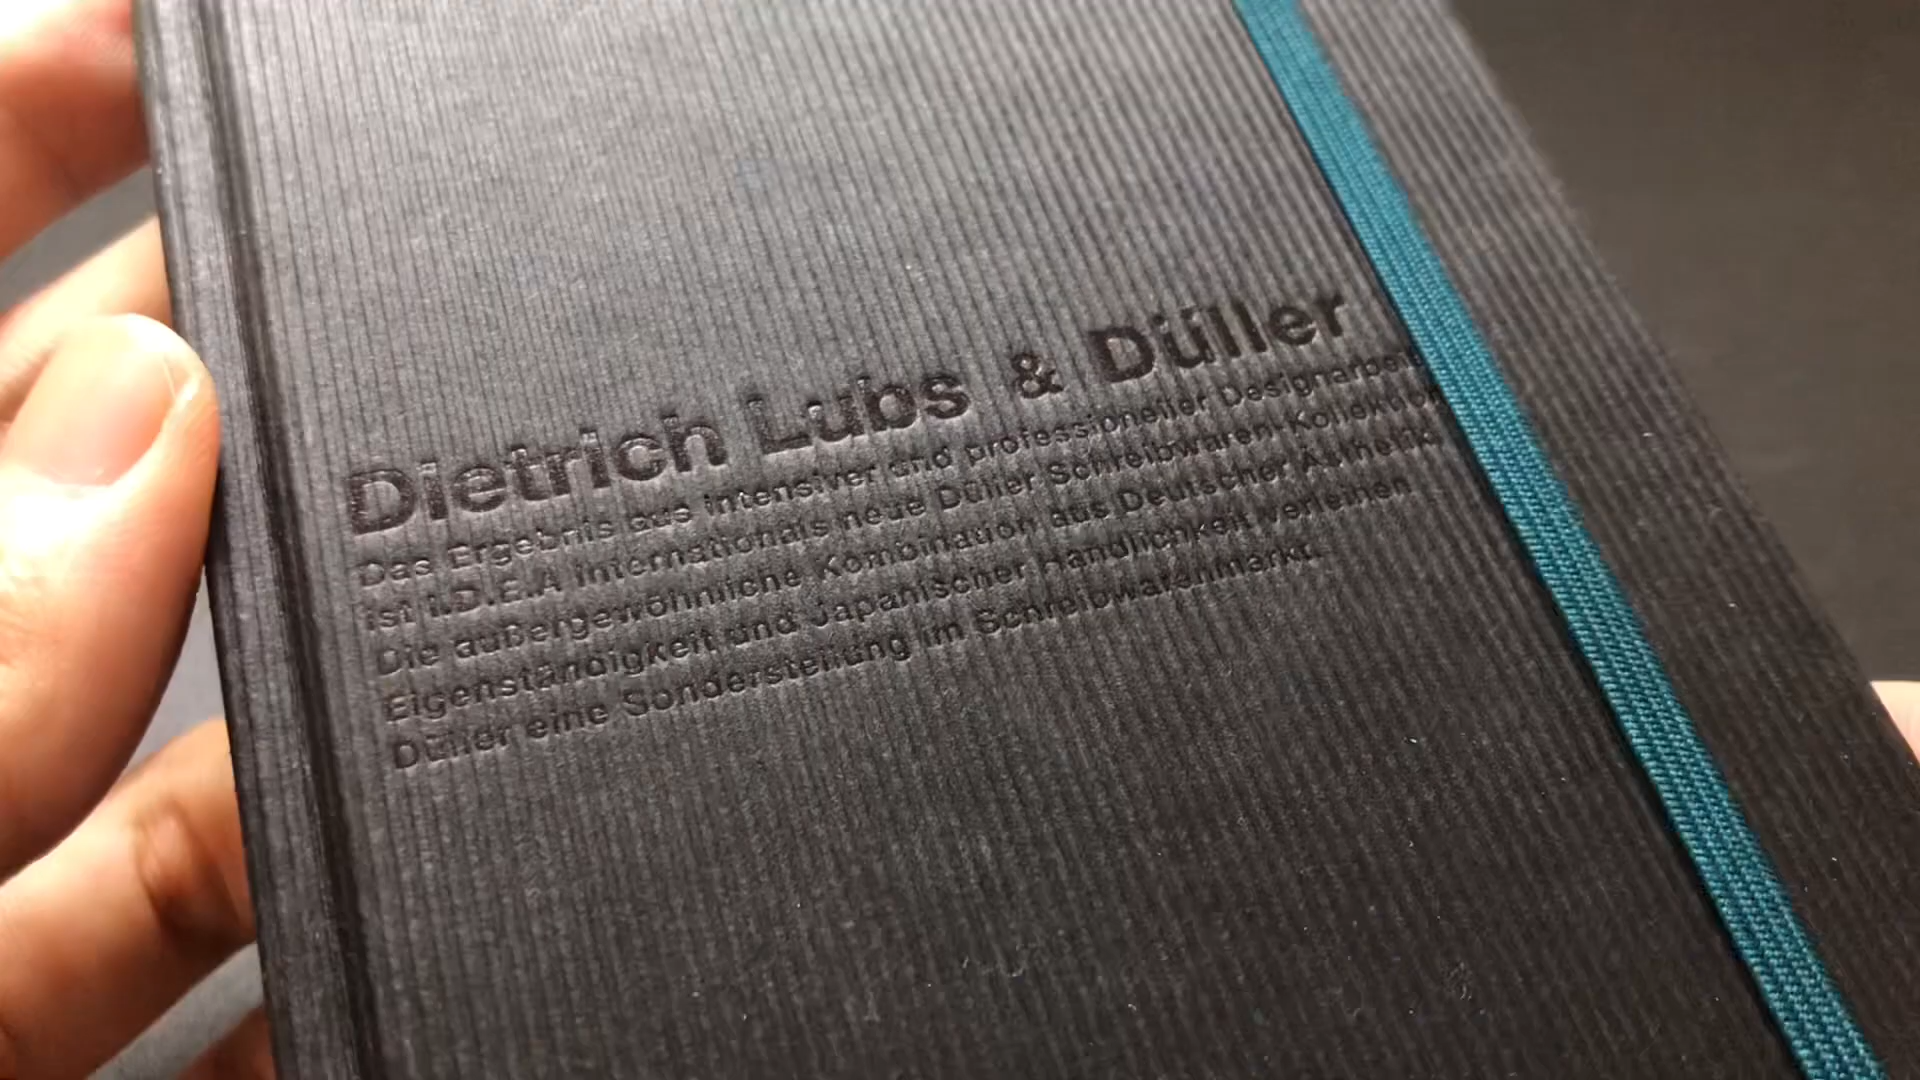 Dietrich Lubs & Düller
Das Ergebnis aus intensiver und professioneller Designarbeit
ist I.D.E.A Internationals neue Düller Schreibwaren-Kollektion.
Die außergewöhnliche Kombination aus Deutscher Ästhetik,
Eigenständigkeit und Japanischer Handlichkeit verleihen
Düller eine Sonderstellung im Schreibwarenmarkt.